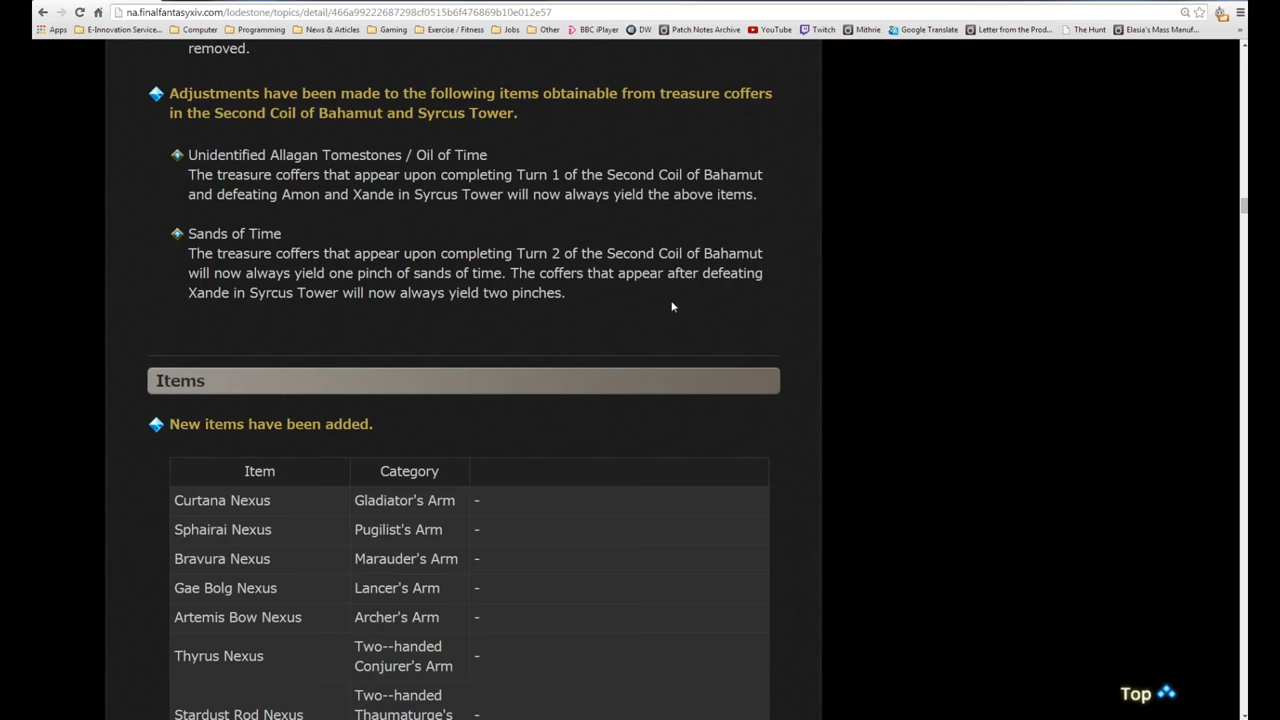 na.finalfantasyxiv.com/lodestone/topics/detail/466a99222687298cf0515b6f476869b10e012e57
Apps E-Innovation Service... Computer Programming News & Articles Gaming Exercise / Fitness Jobs Other BBC iPlayer DW Patch Notes Archive YouTube Twitch Mithrie Google Translate Letter from the Prod... The Hunt Elasia's Mass Manuf... »
removed.
Adjustments have been made to the following items obtainable from treasure coffers
in the Second Coil of Bahamut and Syrcus Tower.
Unidentified Allagan Tomestones / Oil of Time
The treasure coffers that appear upon completing Turn 1 of the Second Coil of Bahamut
and defeating Amon and Xande in Syrcus Tower will now always yield the above items.
Sands of Time
The treasure coffers that appear upon completing Turn 2 of the Second Coil of Bahamut
will now always yield one pinch of sands of time. The coffers that appear after defeating
Xande in Syrcus Tower will now always yield two pinches.
Items
New items have been added.
Item Category
Curtana Nexus Gladiator's Arm -
Sphairai Nexus Pugilist's Arm -
Bravura Nexus Marauder's Arm -
Gae Bolg Nexus Lancer's Arm -
Artemis Bow Nexus Archer's Arm -
Thyrus Nexus Two--handed
Conjurer's Arm -
Stardust Rod Nexus Two--handed
Thaumaturge's -
Top